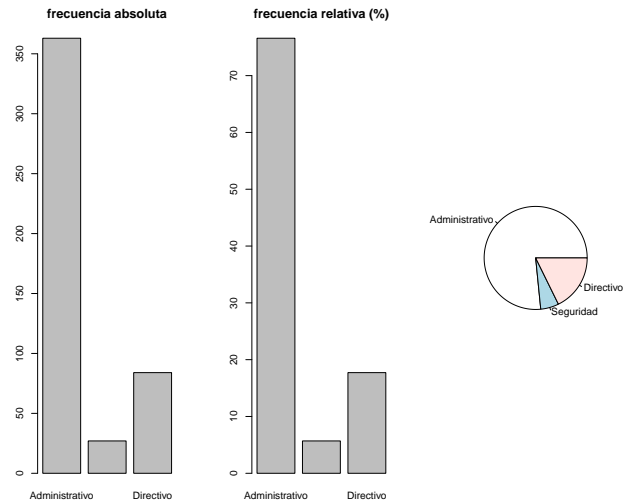 frecuencia absoluta
350
300
250
200
150
100
50
0
Administrativo
Directivo
frecuencia relativa (%)
70
60
50
40
30
20
10
0
Administrativo
Directivo
Administrativo
Directivo
Seguridad